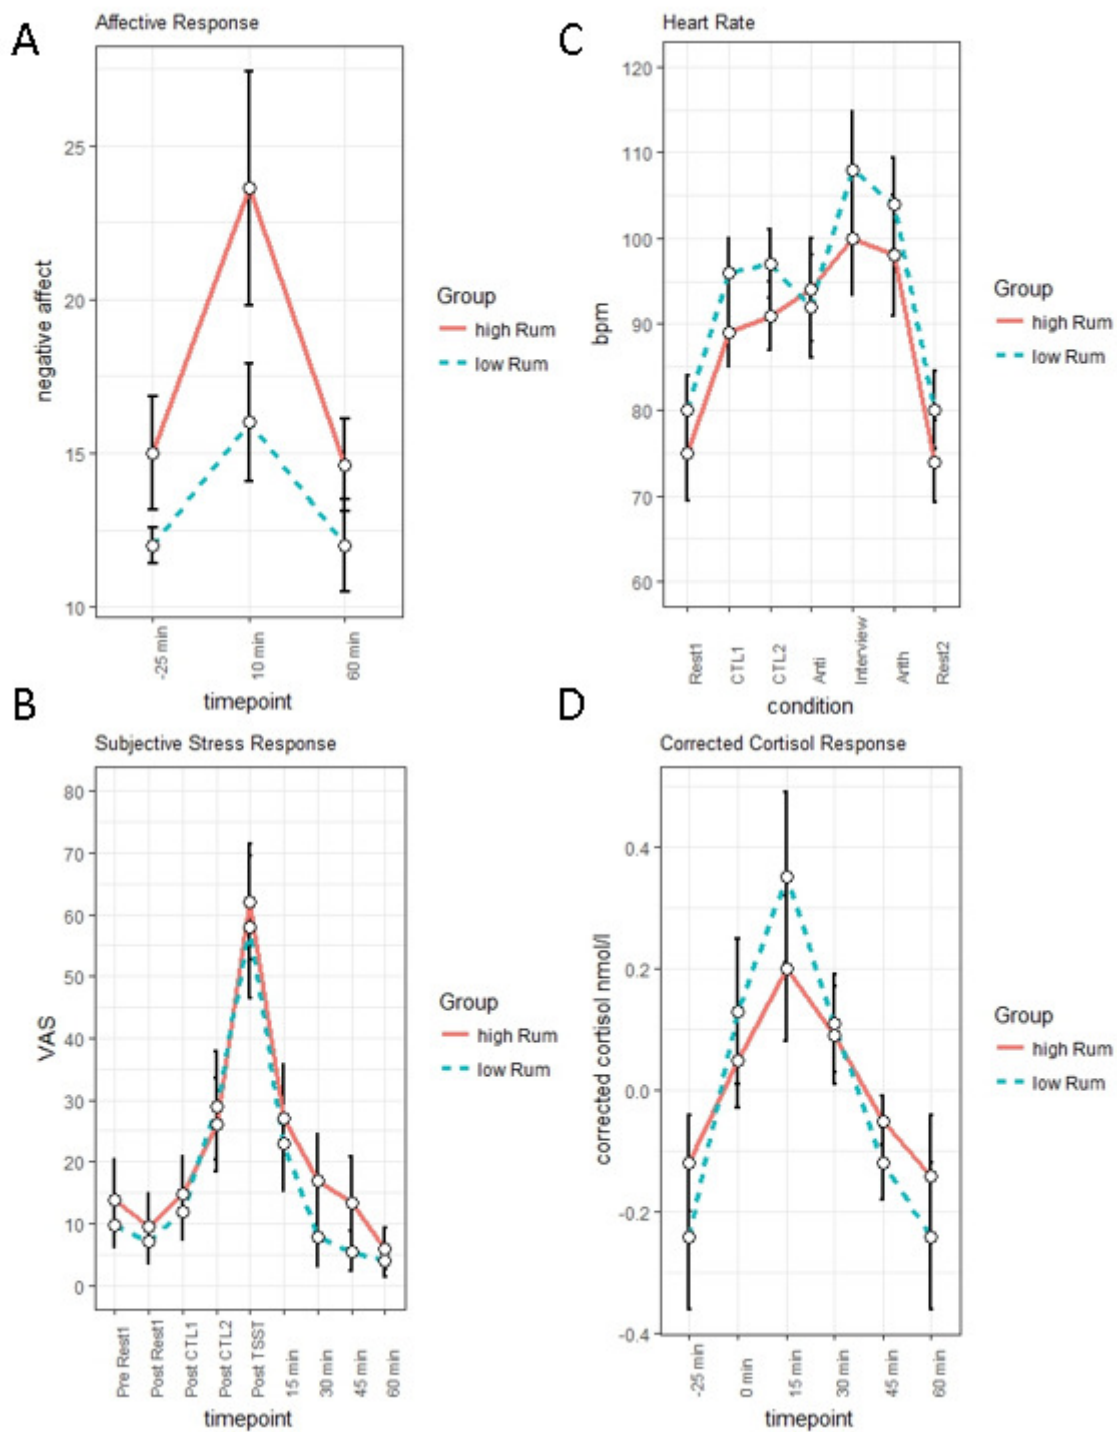 A
Affective Response
negative affect
25
20
15
10
-25 min
10 min
60 min
timepoint
Group
high Rum
low Rum
C
Heart Rate
bpm
120
110
100
90
80
70
60
Rest1
CTL1
CTL2
Anti
Interview
Arith
Rest2
condition
Group
high Rum
low Rum
B
Subjective Stress Response
VAS
80
70
60
50
40
30
20
10
0
Pre Rest1
Post Rest1
Post CTL1
Post CTL2
Post TSST
15 min
30 min
45 min
60 min
timepoint
Group
high Rum
low Rum
D
Corrected Cortisol Response
corrected cortisol nmol/l
0.4
0.2
0.0
-0.2
-0.4
-25 min
0 min
15 min
30 min
45 min
60 min
timepoint
Group
high Rum
low Rum